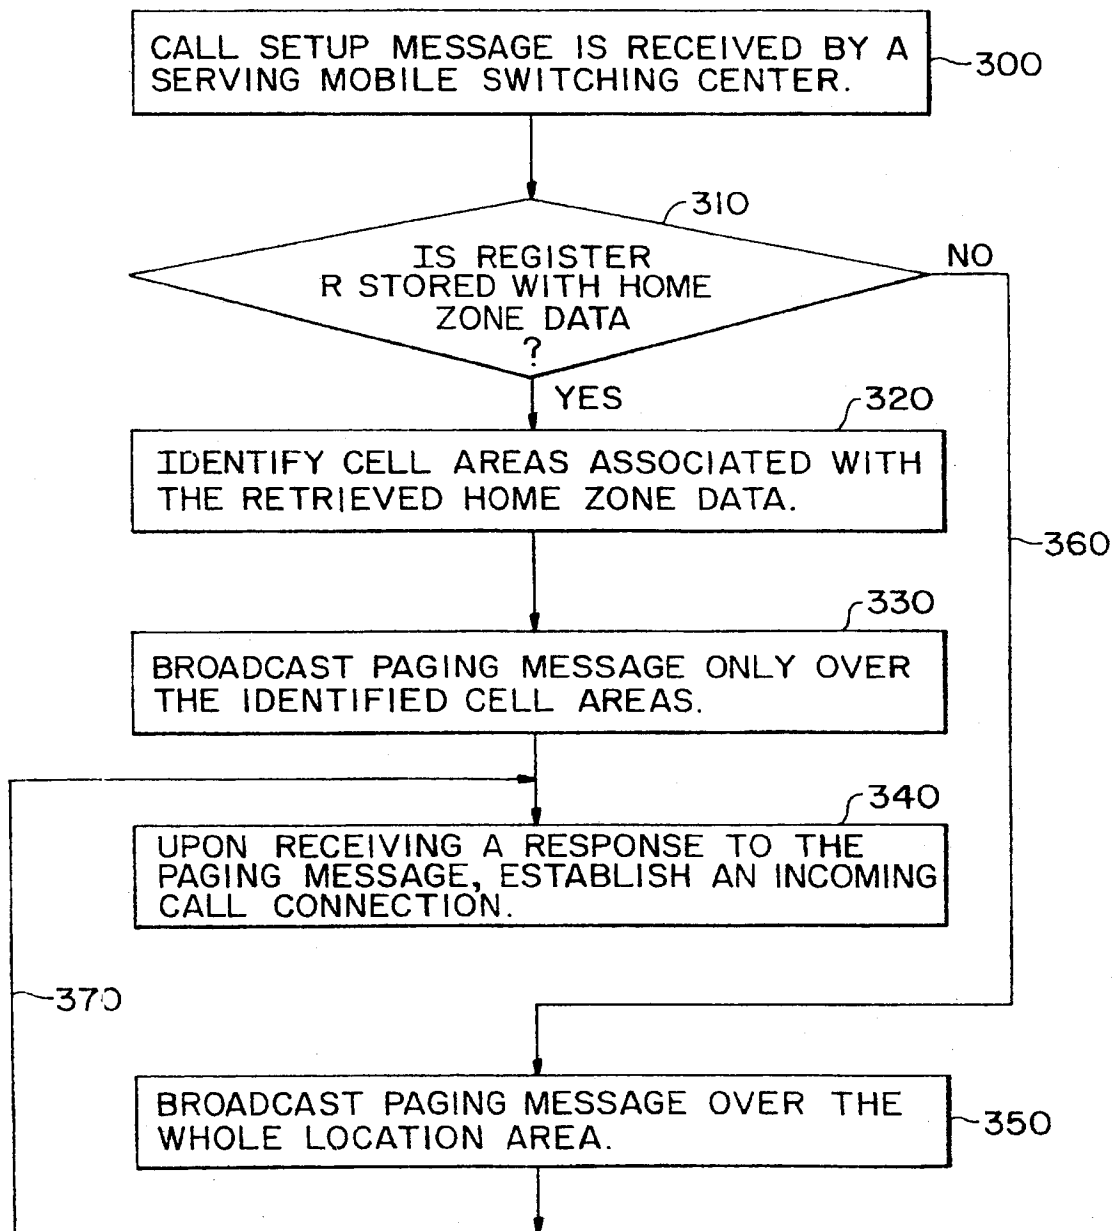 CALL SETUP MESSAGE IS RECEIVED BY A
SERVING MOBILE SWITCHING CENTER.
300
310
IS REGISTER
R STORED WITH HOME
ZONE DATA
?
NO
YES
320
IDENTIFY CELL AREAS ASSOCIATED WITH
THE RETRIEVED HOME ZONE DATA.
360
330
BROADCAST PAGING MESSAGE ONLY OVER
THE IDENTIFIED CELL AREAS.
340
UPON RECEIVING A RESPONSE TO THE
PAGING MESSAGE, ESTABLISH AN INCOMING
CALL CONNECTION.
370
BROADCAST PAGING MESSAGE OVER THE
WHOLE LOCATION AREA.
350